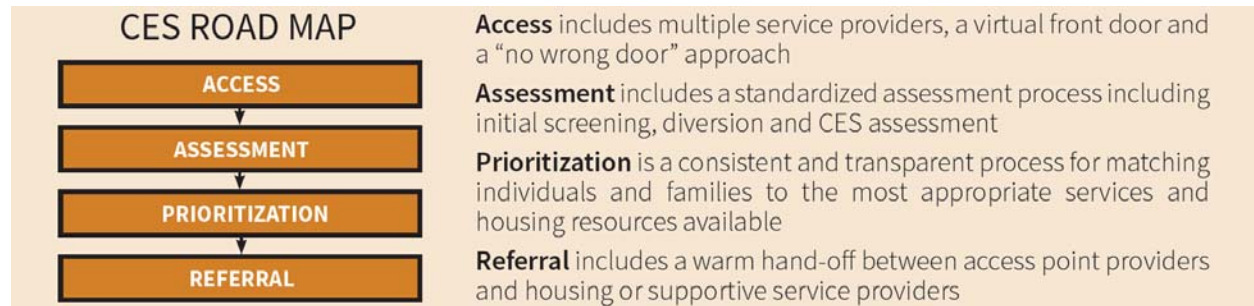 CES ROAD MAP
ACCESS
ASSESSMENT
PRIORITIZATION
REFERRAL
Access includes multiple service providers, a virtual front door and
a “no wrong door” approach
Assessment includes a standardized assessment process including
initial screening, diversion and CES assessment
Prioritization is a consistent and transparent process for matching
individuals and families to the most appropriate services and
housing resources available
Referral includes a warm hand-off between access point providers
and housing or supportive service providers